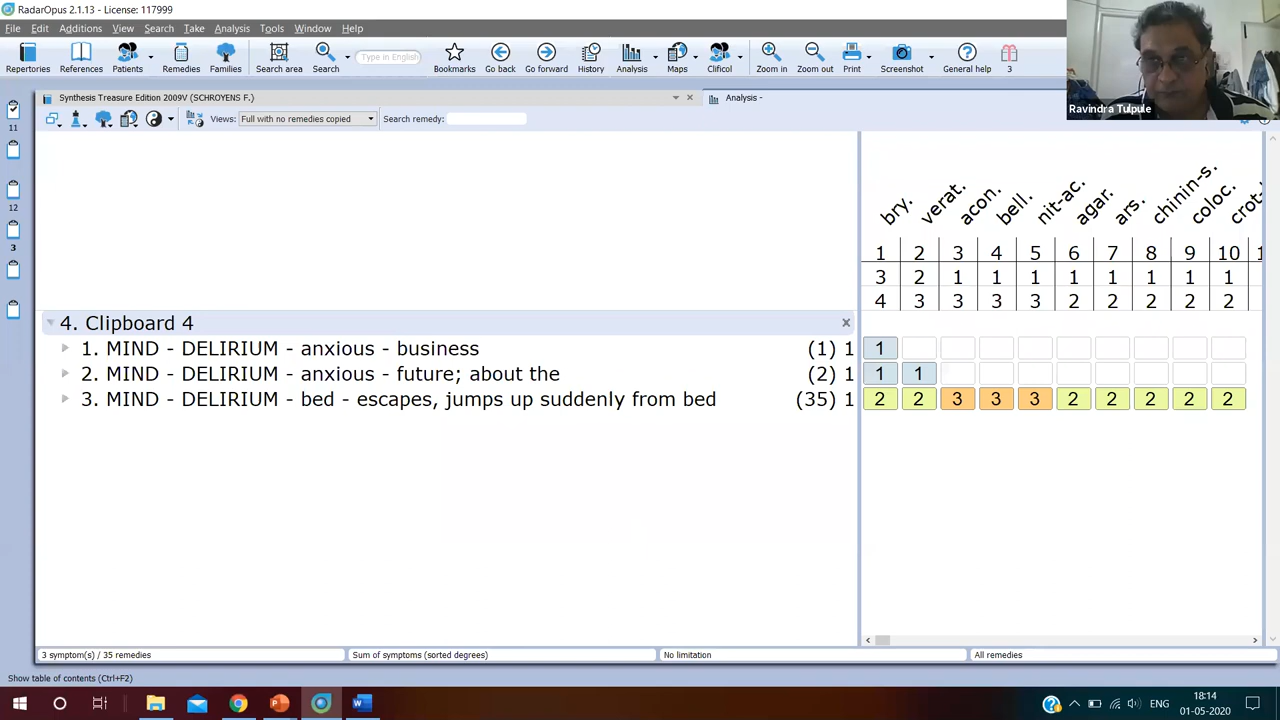 RadarOpus 2.1.13 - License: 117999
File Edit Additions View Search Take Analysis Tools Window Help
Repertories References Patients Remedies Families Search area Search Type in English Bookmarks Go back Go forward History Analysis Maps Clificol Zoom in Zoom out Print Screenshot General help 3
Ravindra Tulpule
Synthesis Treasure Edition 2009V (SCHROYENS F.)
Analysis -
Views: Full with no remedies copied Search remedy:
11
12
3
bry. verat. acon. bell. nit-ac. agar. ars. chinin-s. coloc.
1 2 3 4 5 6 7 8 9 10
3 2 1 1 1 1 1 1 1 1
4 3 3 3 3 2 2 2 2 2
4. Clipboard 4
1. MIND - DELIRIUM - anxious - business (1) 1 1
2. MIND - DELIRIUM - anxious - future; about the (2) 1 1 1
3. MIND - DELIRIUM - bed - escapes, jumps up suddenly from bed (35) 1 2 2 3 3 3 2 2 2 2 2
3 symptom(s) / 35 remedies Sum of symptoms (sorted degrees) No limitation All remedies
Show table of contents (Ctrl+F2)
ENG
18:14
01-05-2020